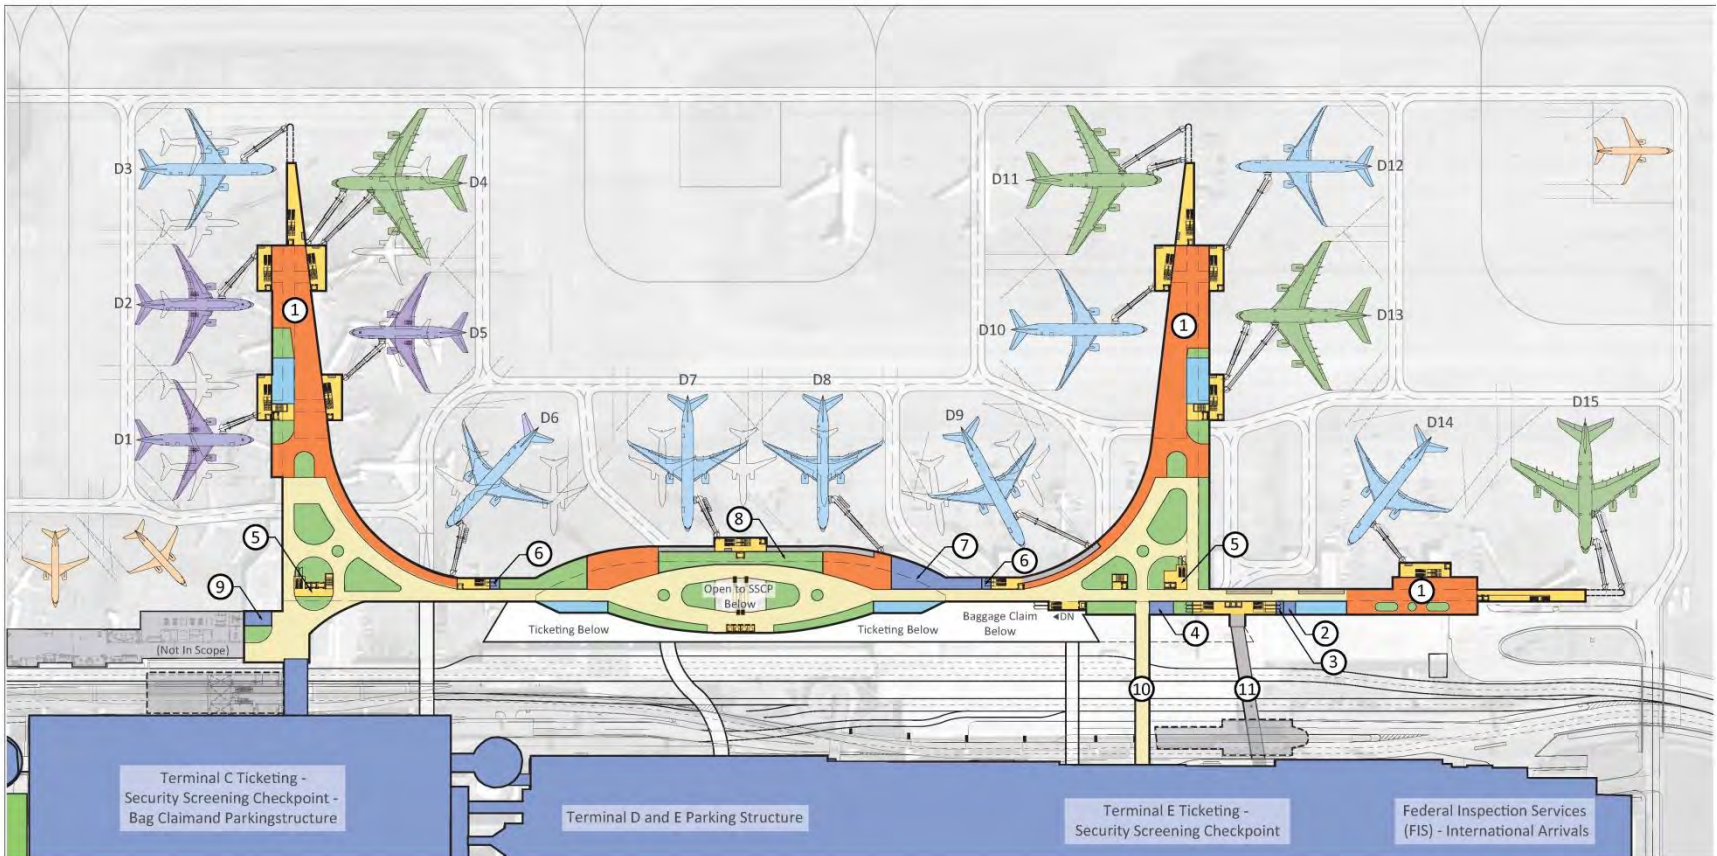 D3
D4
D11
D12
D2
D5
D10
D13
1
1
D1
D7
D8
D6
D9
D14
D15
5
8
7
6
6
5
9
Open to SSCP
Below
1
Ticketing Below
Ticketing Below
Baggage Claim
Below
◄DN
4
2
3
(Not In Scope)
10
11
Terminal C Ticketing -
Security Screening Checkpoint -
Bag Claimand Parkingstructure
Terminal D and E Parking Structure
Terminal E Ticketing -
Security Screening Checkpoint
Federal Inspection Services
(FIS) - International Arrivals